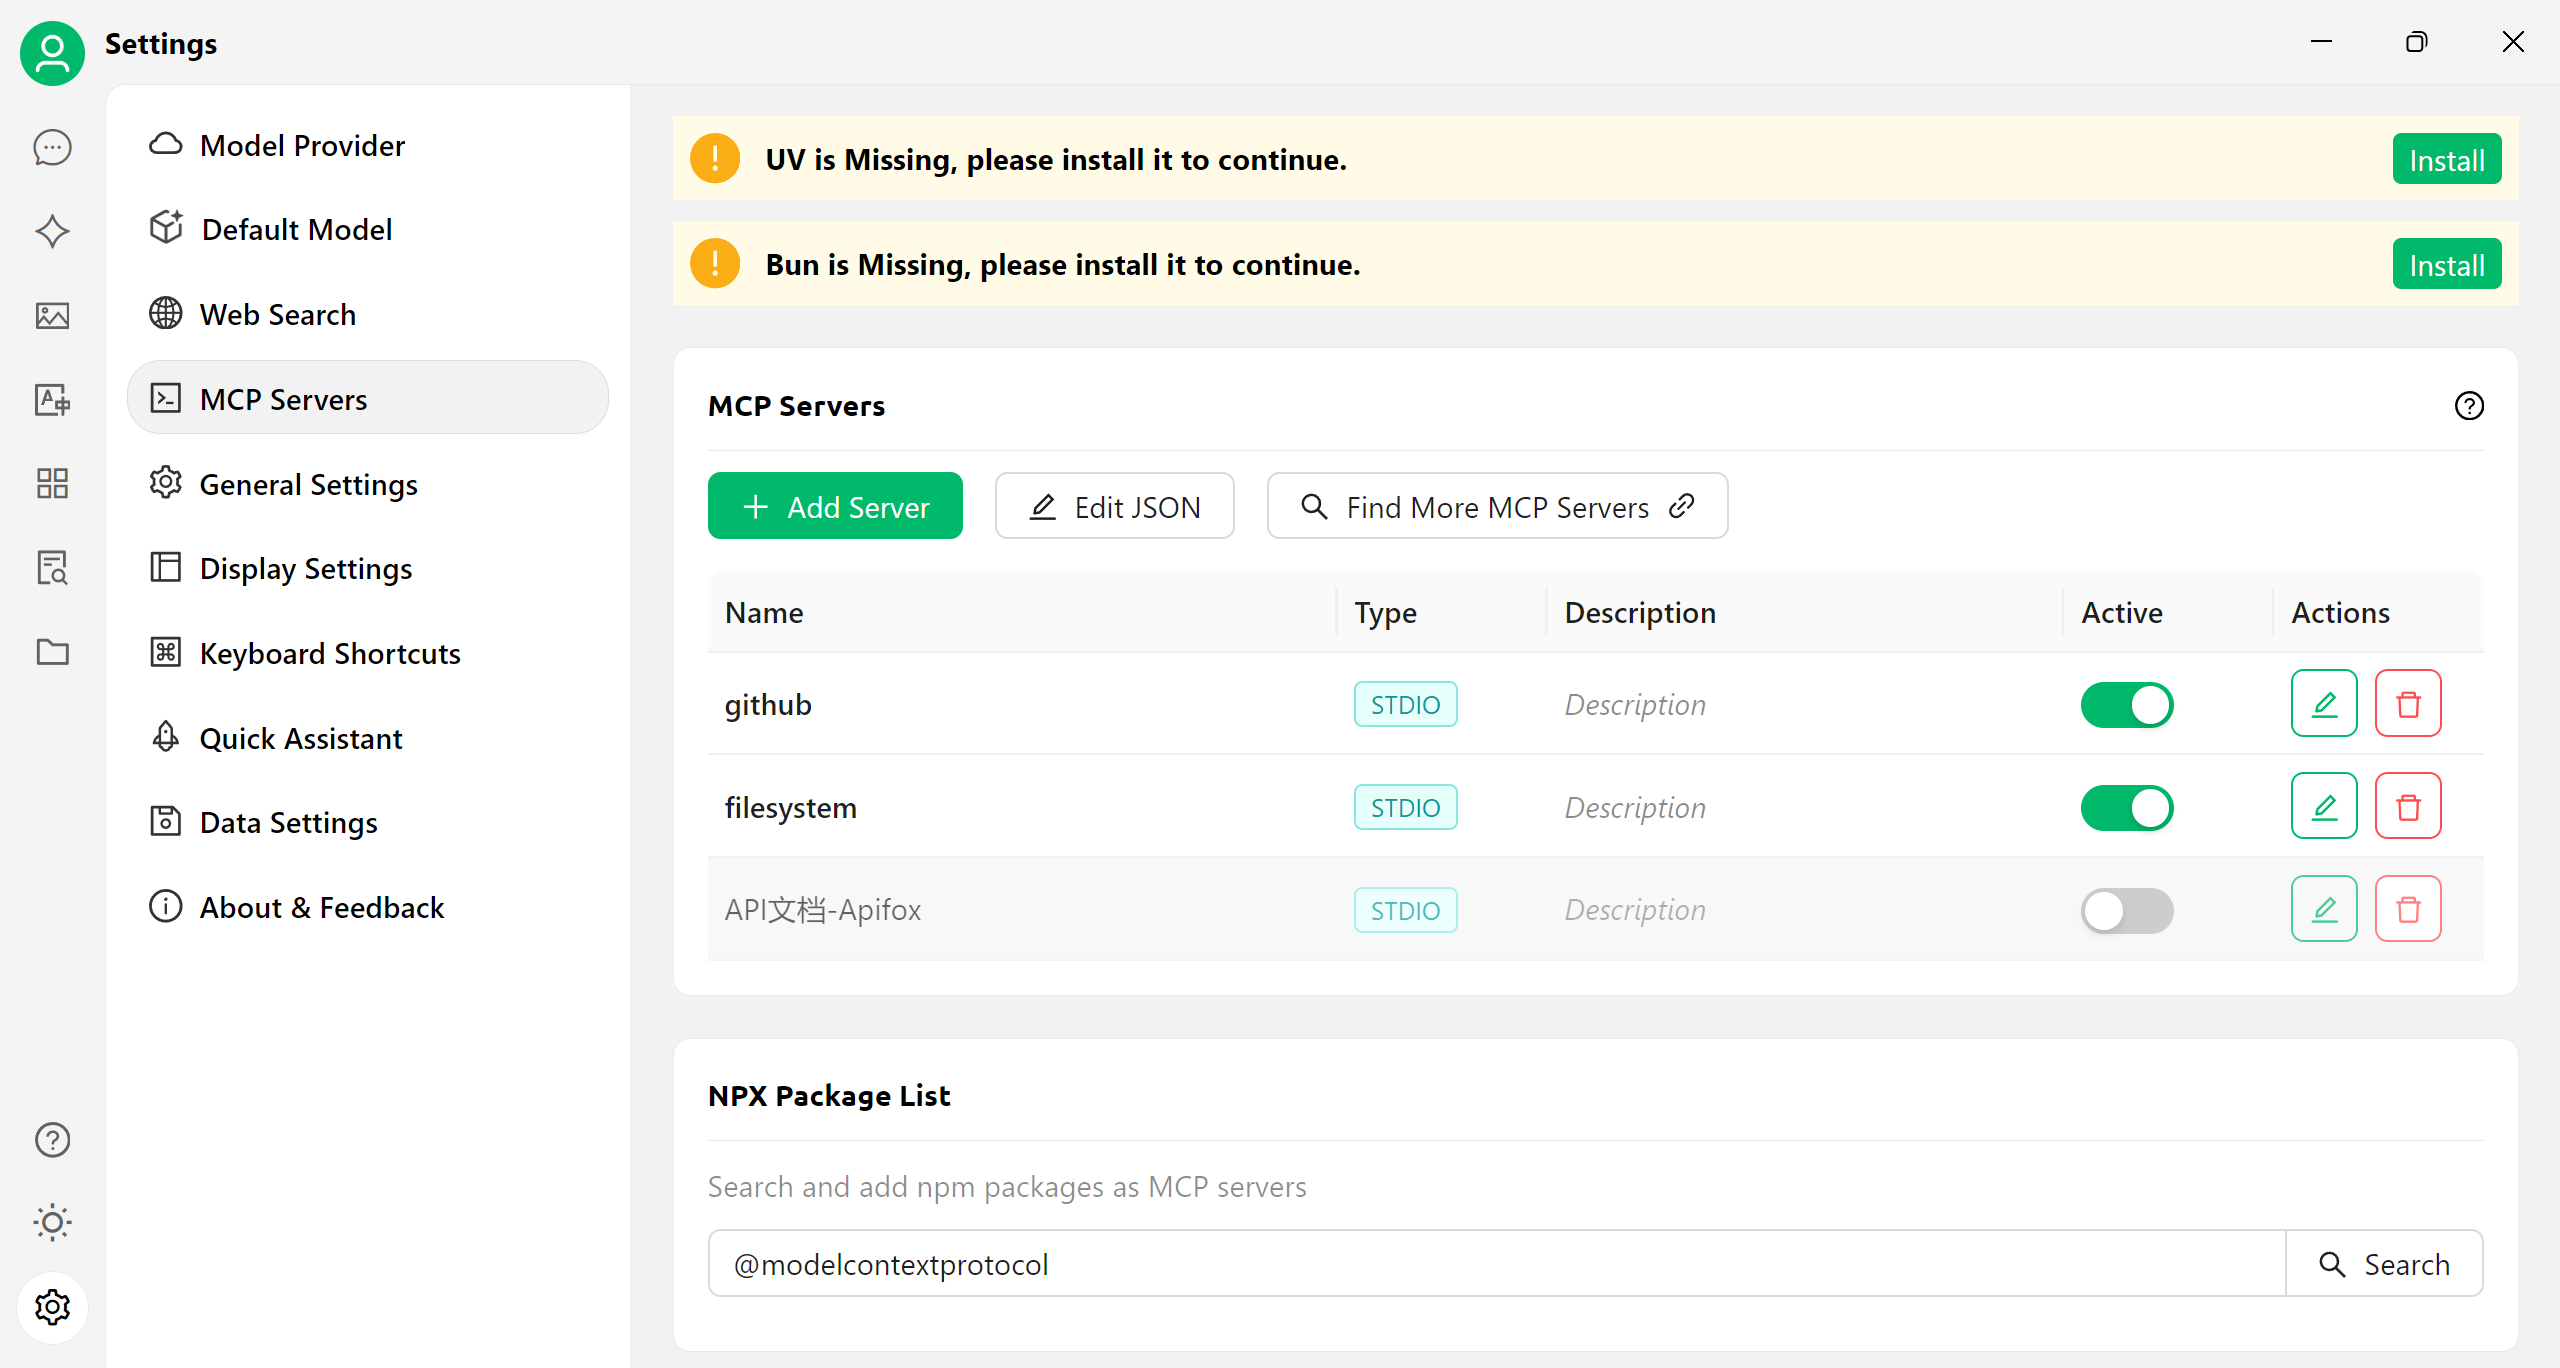 Settings
Model Provider
Default Model
Web Search
MCP Servers
General Settings
Display Settings
Keyboard Shortcuts
Quick Assistant
Data Settings
About & Feedback
UV is Missing, please install it to continue.
Install
Bun is Missing, please install it to continue.
Install
MCP Servers
Add Server Edit JSON Find More MCP Servers
Name Type Description Active Actions
github STDIO Description
filesystem STDIO Description
API文档-Apifox STDIO Description
NPX Package List
Search and add npm packages as MCP servers
@modelcontextprotocol Search